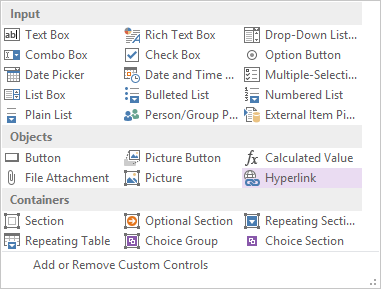 Input
Text Box Rich Text Box Drop-Down List...
Combo Box Check Box Option Button
Date Picker Date and Time ... Multiple-Selecti...
List Box Bulleted List Numbered List
Plain List Person/Group P... External Item Pi...
Objects
Button Picture Button Calculated Value
File Attachment Picture Hyperlink
Containers
Section Optional Section Repeating Secti...
Repeating Table Choice Group Choice Section
Add or Remove Custom Controls